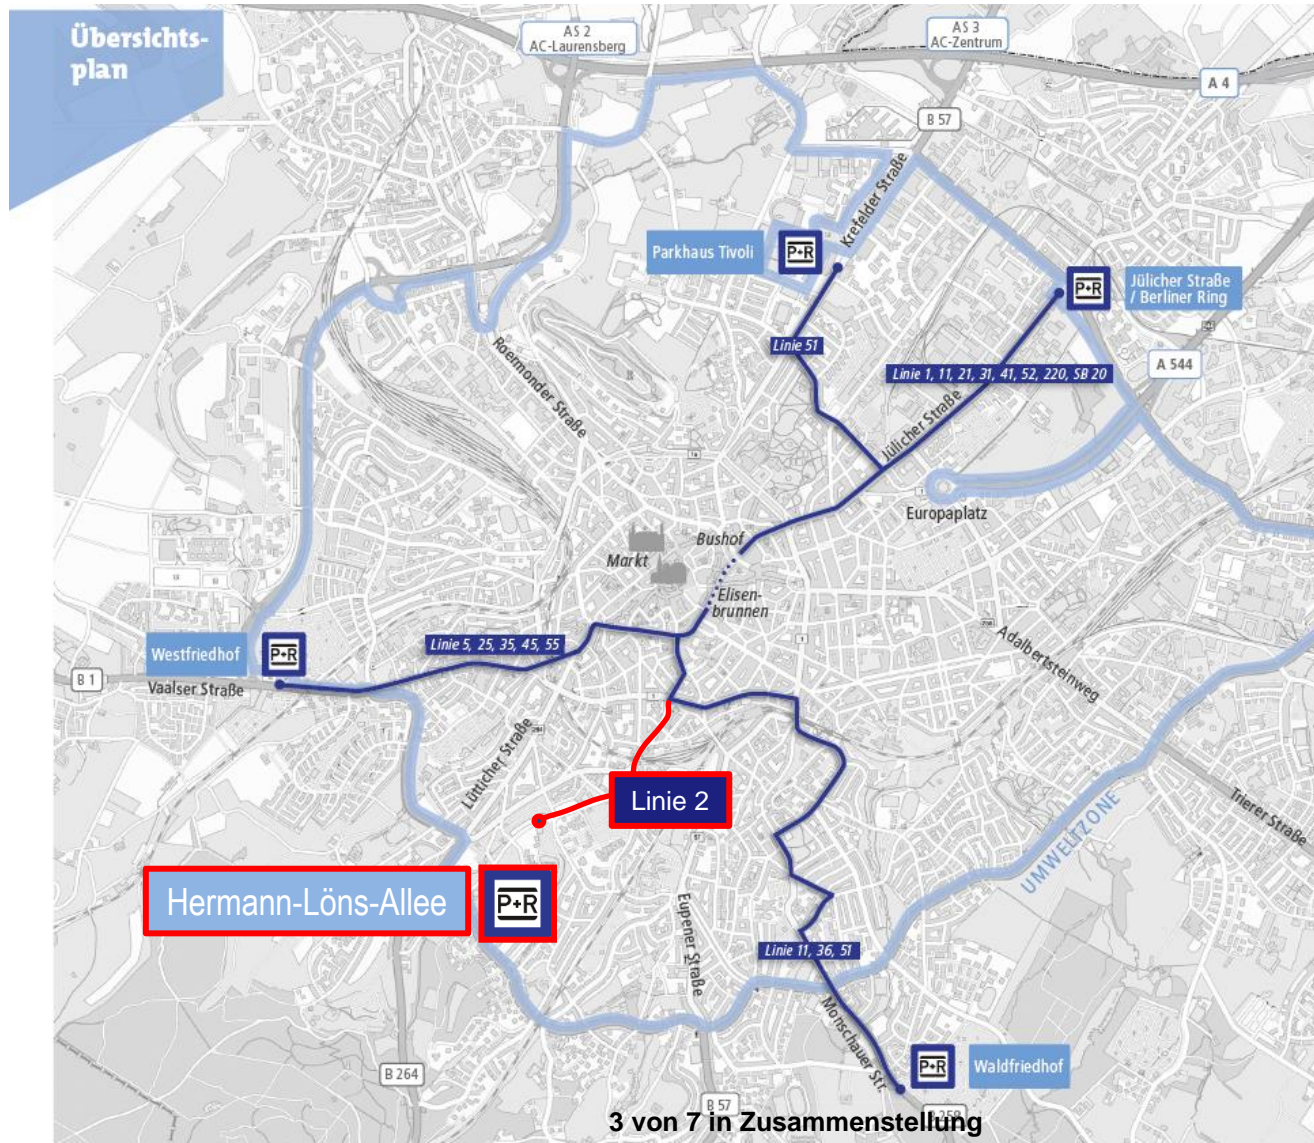 Übersichts-
plan
AS 2
AC-Laurensberg
AS 3
AC-Zentrum
A 4
B 57
Krefelder Straße
Parkhaus Tivoli
P+R
P+R
Jülicher Straße
/ Berliner Ring
Linie 51
Linie 1, 11, 21, 31, 41, 52, 220, SB 20
A 544
Roermonder Straße
Jülicher Straße
Europaplatz
Bushof
Markt
Elisen-
brunnen
Adalbertsteinweg
Westfriedhof
P+R
Linie 5, 25, 35, 45, 55
B 1
Vaalser Straße
Lütticher Straße
Linie 2
Trierer Straße
UMWELTZONE
Hermann-Löns-Allee
P+R
Eupener Straße
Linie 11, 36, 51
Monschauer Str.
P+R
Waldfriedhof
B 264
B 57
B 258
3 von 7 in Zusammenstellung